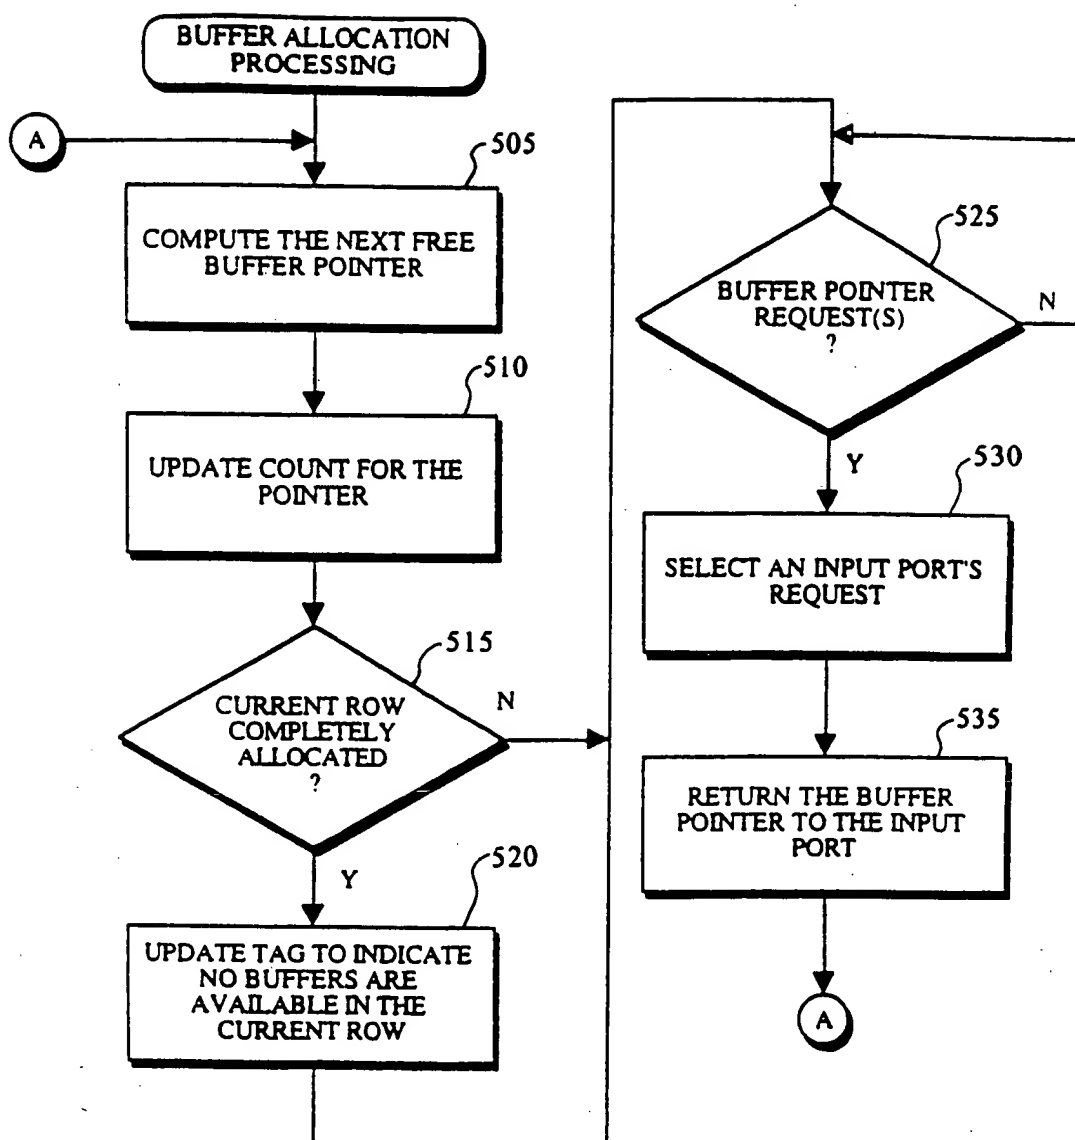 BUFFER ALLOCATION
PROCESSING
A
505
COMPUTE THE NEXT FREE
BUFFER POINTER
510
UPDATE COUNT FOR THE
POINTER
515
CURRENT ROW
COMPLETELY
ALLOCATED
?
N
Y
520
UPDATE TAG TO INDICATE
NO BUFFERS ARE
AVAILABLE IN THE
CURRENT ROW
525
BUFFER POINTER
REQUEST(S)
?
N
Y
530
SELECT AN INPUT PORT'S
REQUEST
535
RETURN THE BUFFER
POINTER TO THE INPUT
PORT
A